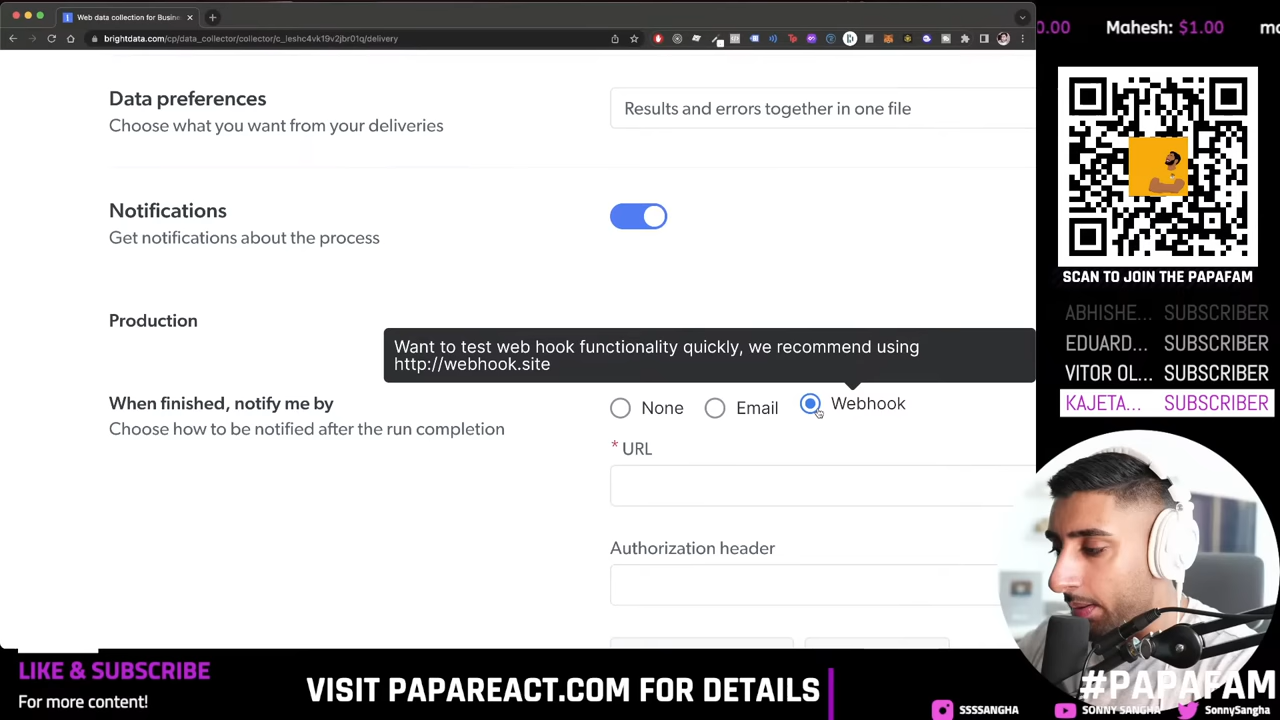 Web data collection for Busine
brightdata.com/cp/data_collector/collector/c_leshc4vk19v2jbr01q/delivery
0.00
Mahesh: $1.00
mo
Data preferences
Choose what you want from your deliveries
Results and errors together in one file
Notifications
Get notifications about the process
Production
Want to test web hook functionality quickly, we recommend using
http://webhook.site
When finished, notify me by
Choose how to be notified after the run completion
None
Email
Webhook
* URL
Authorization header
SCAN TO JOIN THE PAPAFAM
ABHISHE... SUBSCRIBER
EDUARD... SUBSCRIBER
VITOR OL... SUBSCRIBER
KAJETA... SUBSCRIBER
LIKE & SUBSCRIBE
For more content!
VISIT PAPAREACT.COM FOR DETAILS
#PAPAFAM
SSSSANGHA
SONNY SANGHA
SonnySangha